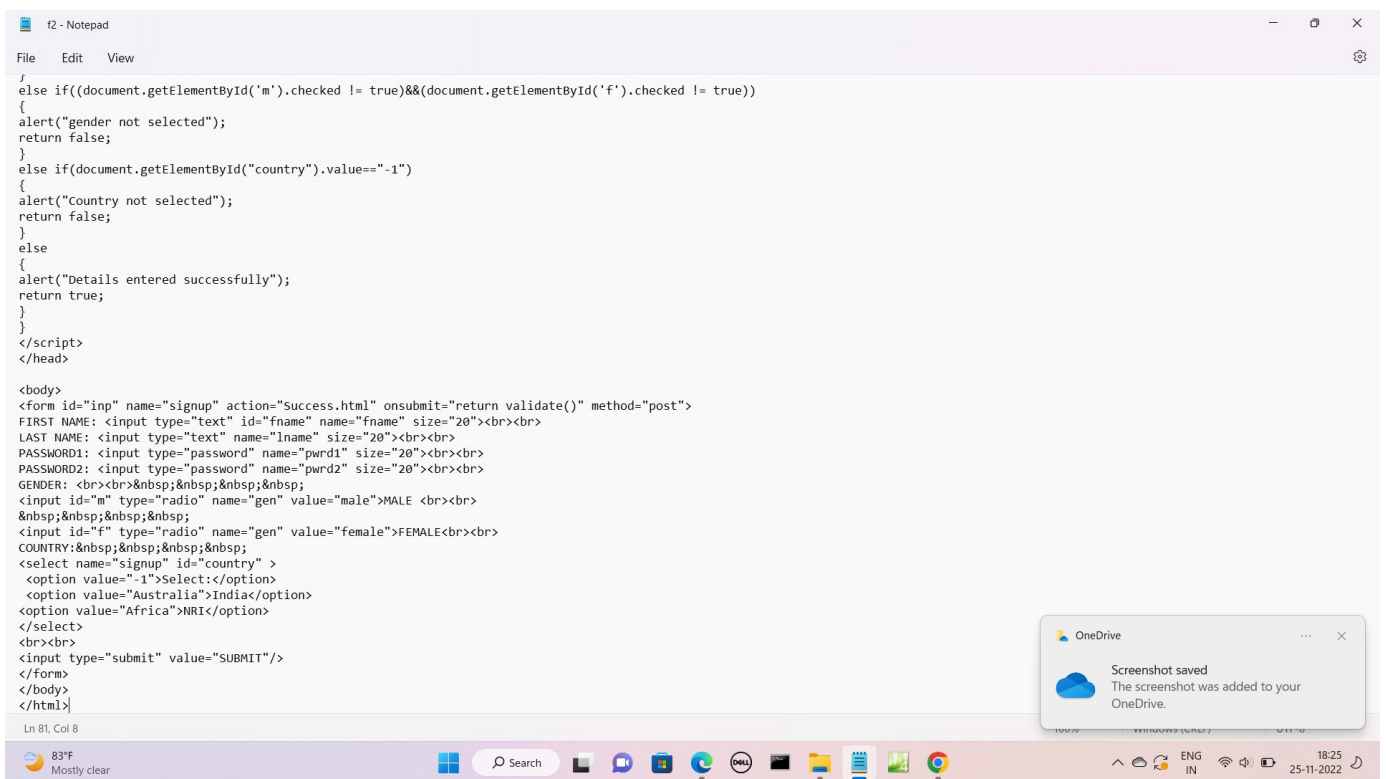 f2 - Notepad
File Edit View
}
else if((document.getElementById('m').checked != true)&&(document.getElementById('f').checked != true))
{
alert("gender not selected");
return false;
}
else if(document.getElementById("country").value=="-1")
{
alert("Country not selected");
return false;
}
else
{
alert("Details entered successfully");
return true;
}
}
</script>
</head>
<body>
<form id="inp" name="signup" action="Success.html" onsubmit="return validate()" method="post">
FIRST NAME: <input type="text" id="fname" name="fname" size="20"><br><br>
LAST NAME: <input type="text" name="lname" size="20"><br><br>
PASSWORD1: <input type="password" name="pwrd1" size="20"><br><br>
PASSWORD2: <input type="password" name="pwrd2" size="20"><br><br>
GENDER: <br><br>&nbsp;&nbsp;&nbsp;&nbsp;
<input id="m" type="radio" name="gen" value="male">MALE <br><br>
&nbsp;&nbsp;&nbsp;&nbsp;
<input id="f" type="radio" name="gen" value="female">FEMALE<br><br>
COUNTRY:&nbsp;&nbsp;&nbsp;&nbsp;
<select name="signup" id="country" >
<option value="-1">Select:</option>
<option value="Australia">India</option>
<option value="Africa">NRI</option>
</select>
<br><br>
<input type="submit" value="SUBMIT"/>
</form>
</body>
</html>
OneDrive
Screenshot saved
The screenshot was added to your
OneDrive.
Ln 81, Col 8
83°F
Mostly clear
Search
DELL
ENG
IN
18:25
25-11-2022